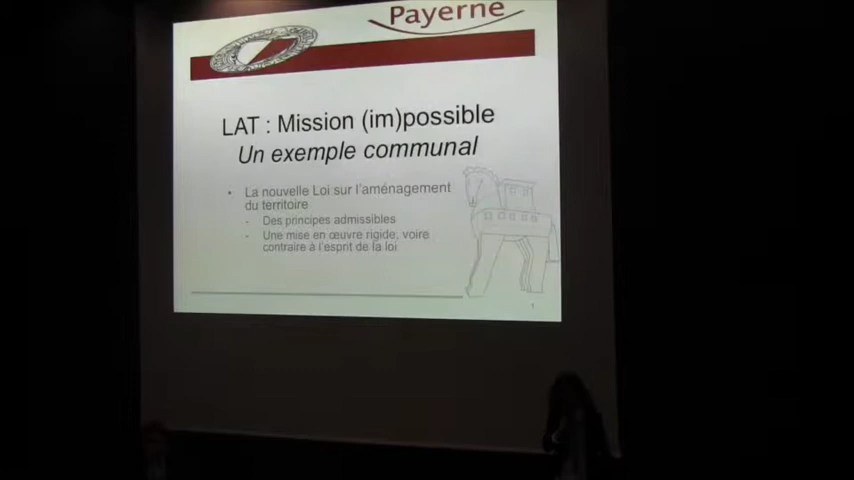 Payerne
LAT : Mission (im)possible
Un exemple communal
• La nouvelle Loi sur l'aménagement
du territoire
- Des principes admissibles
- Une mise en œuvre rigide, voire
contraire à l'esprit de la loi
1